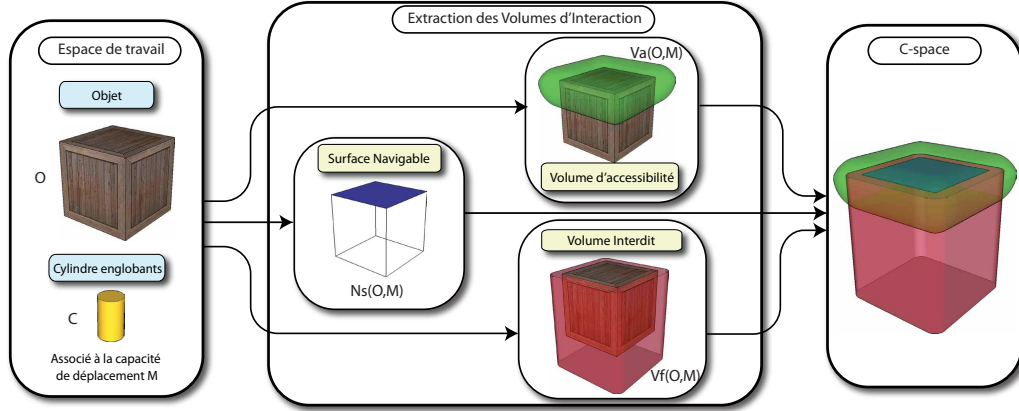 Espace de travail
Objet
O
Cylindre englobants
C
Associé à la capacité
de déplacement M
Extraction des Volumes d'Interaction
Surface Navigable
Ns(O,M)
Va(O,M)
Volume d'accessibilité
Volume Interdit
Vf(O,M)
C-space